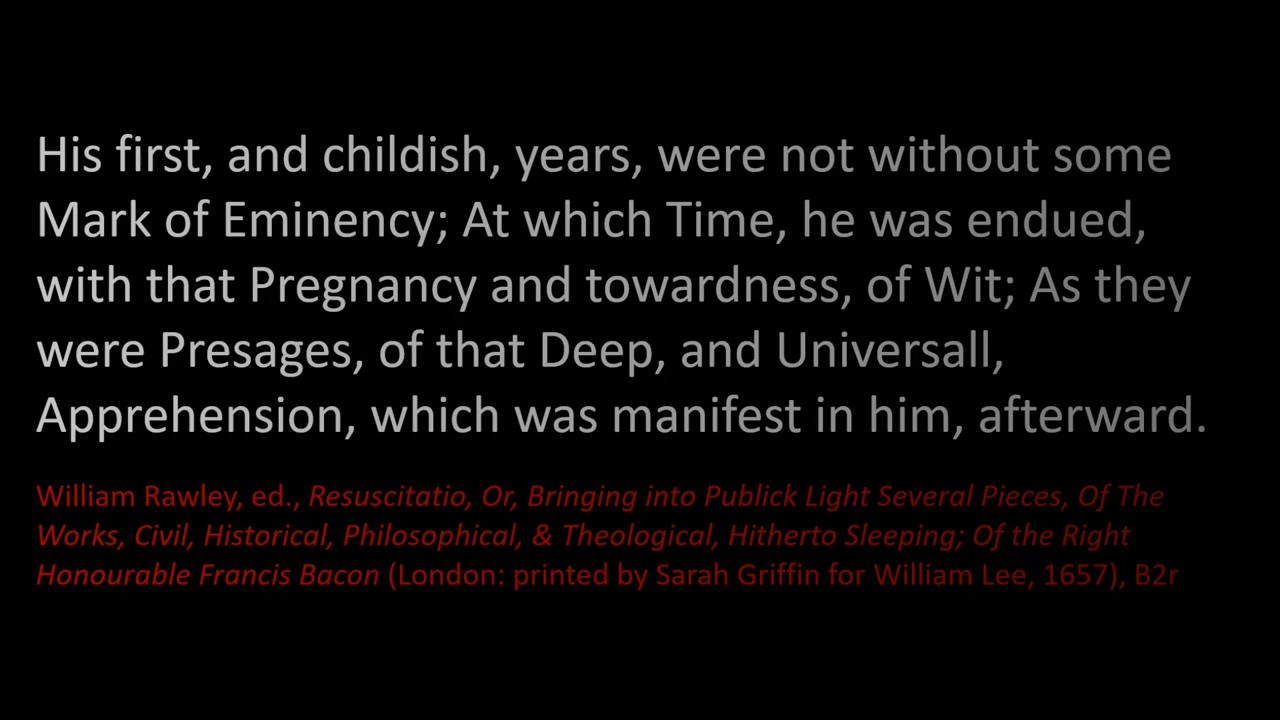 His first, and childish, years, were not without some
Mark of Eminency; At which Time, he was endued,
with that Pregnancy and towardness, of Wit; As they
were Presages, of that Deep, and Universall,
Apprehension, which was manifest in him, afterward.
William Rawley, ed., Resuscitatio, Or, Bringing into Publick Light Several Pieces, Of The
Works, Civil, Historical, Philosophical, & Theological, Hitherto Sleeping; Of the Right
Honourable Francis Bacon (London: printed by Sarah Griffin for William Lee, 1657), B2r